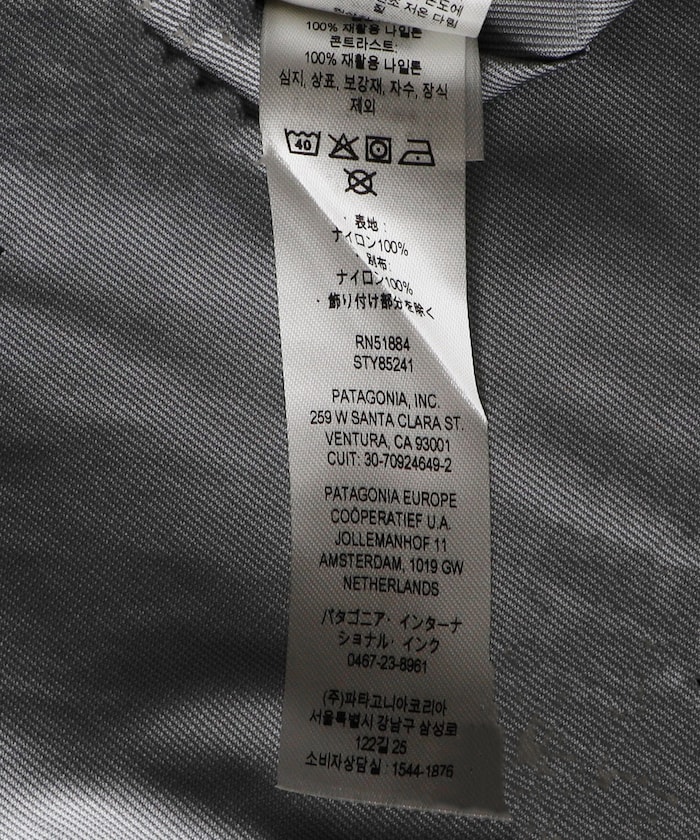 저온 다림
100% 재활용 나일론
콘트라스트:
100% 재활용 나일론
심지, 상표, 보강재, 자수, 장식
제외
40
・表地:
ナイロン100%
・別布:
ナイロン100%
・飾り付け部分を除く
RN51884
STY85241
PATAGONIA, INC.
259 W SANTA CLARA ST.
VENTURA, CA 93001
CUIT: 30-70924649-2
PATAGONIA EUROPE
COÖPERATIEF U.A.
JOLLEMANHOF 11
AMSTERDAM, 1019 GW
NETHERLANDS
パタゴニア・インターナ
ショナル・インク
0467-23-8961
(주)파타고니아코리아
서울특별시 강남구 삼성로
122길 25
소비자상담실 : 1544-1876